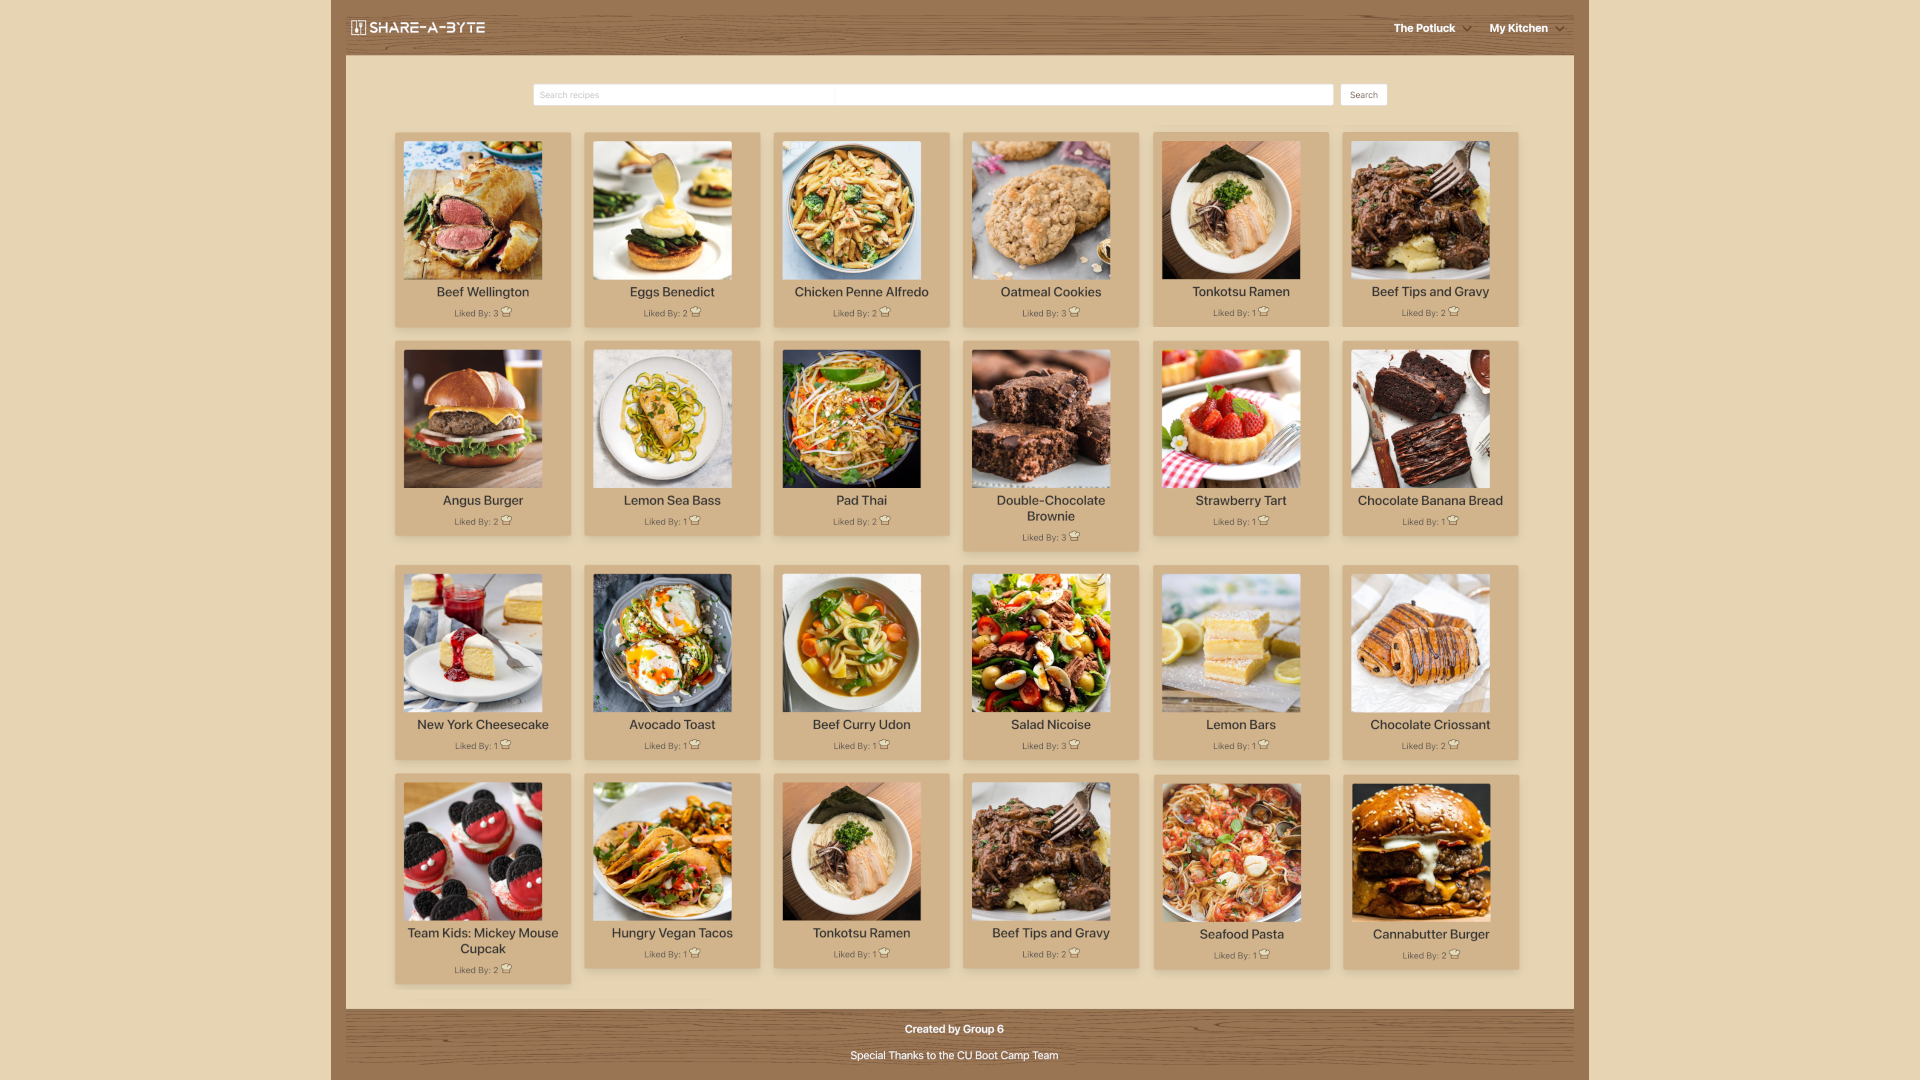 SHARE-A-BYTE
The Potluck
My Kitchen
Search recipes
Search
Beef Wellington
Liked By: 3
Eggs Benedict
Liked By: 2
Chicken Penne Alfredo
Liked By: 2
Oatmeal Cookies
Liked By: 3
Tonkotsu Ramen
Liked By: 1
Beef Tips and Gravy
Liked By: 2
Angus Burger
Liked By: 2
Lemon Sea Bass
Liked By: 1
Pad Thai
Liked By: 2
Double-Chocolate
Brownie
Liked By: 3
Strawberry Tart
Liked By: 1
Chocolate Banana Bread
Liked By: 1
New York Cheesecake
Liked By: 1
Avocado Toast
Liked By: 1
Beef Curry Udon
Liked By: 1
Salad Nicoise
Liked By: 3
Lemon Bars
Liked By: 1
Chocolate Criossant
Liked By: 2
Team Kids: Mickey Mouse
Cupcak
Liked By: 2
Hungry Vegan Tacos
Liked By: 1
Tonkotsu Ramen
Liked By: 1
Beef Tips and Gravy
Liked By: 2
Seafood Pasta
Liked By: 1
Cannabutter Burger
Liked By: 2
Created by Group 6
Special Thanks to the CU Boot Camp Team